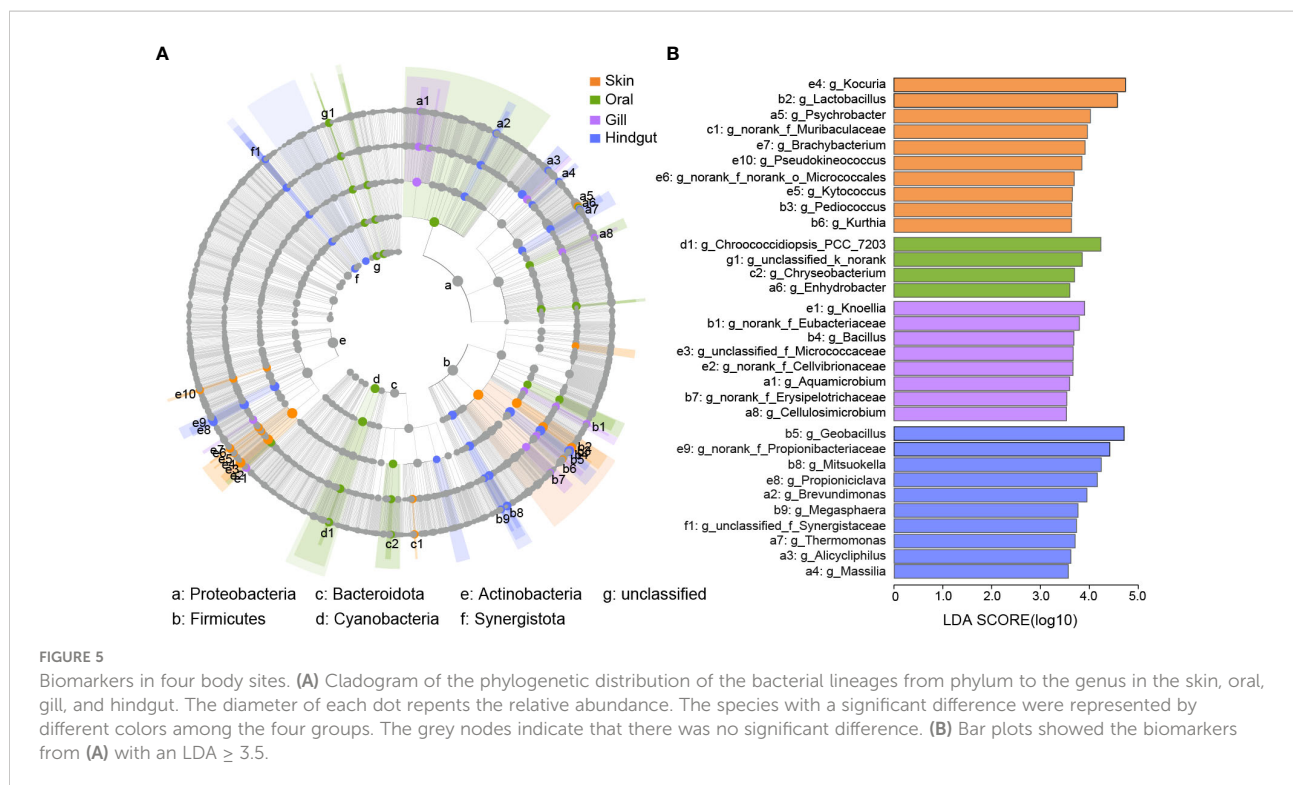 A
B
Skin
Oral
Gill
Hindgut
a1
a2
a3
a4
a5
a6
a7
a8
g1
f1
g
f
a
e
b
d
c
e10
e9
e8
e7
e6
e5
e3
e2
e1
d1
c2
c1
b9
b8
b7
b6
b5
b2
b1
a: Proteobacteria c: Bacteroidota e: Actinobacteria g: unclassified
b: Firmicutes d: Cyanobacteria f: Synergistota
e4: g_Kocuria
b2: g_Lactobacillus
a5: g_Psychrobacter
c1: g_norank_f_Muribaculaceae
e7: g_Brachybacterium
e10: g_Pseudokineococcus
e6: g_norank_f_norank_o_Micrococcales
e5: g_Kytococcus
b3: g_Pediococcus
b6: g_Kurthia
d1: g_Chroococcidiopsis_PCC_7203
g1: g_unclassified_k_norank
c2: g_Chryseobacterium
a6: g_Enhydrobacter
e1: g_Knoellia
b1: g_norank_f_Eubacteriaceae
b4: g_Bacillus
e3: g_unclassified_f_Micrococcaceae
e2: g_norank_f_Cellvibrionaceae
a1: g_Aquamicrobium
b7: g_norank_f_Erysipelotrichaceae
a8: g_Cellulosimicrobium
b5: g_Geobacillus
e9: g_norank_f_Propionibacteriaceae
b8: g_Mitsuokella
e8: g_Propioniciclava
a2: g_Brevundimonas
b9: g_Megasphaera
f1: g_unclassified_f_Synergistaceae
a7: g_Thermomonas
a3: g_Alicycliphilus
a4: g_Massilia
0 1.0 2.0 3.0 4.0 5.0
LDA SCORE(log10)
FIGURE 5
Biomarkers in four body sites. (A) Cladogram of the phylogenetic distribution of the bacterial lineages from phylum to the genus in the skin, oral,
gill, and hindgut. The diameter of each dot repents the relative abundance. The species with a significant difference were represented by
different colors among the four groups. The grey nodes indicate that there was no significant difference. (B) Bar plots showed the biomarkers
from (A) with an LDA ≥ 3.5.